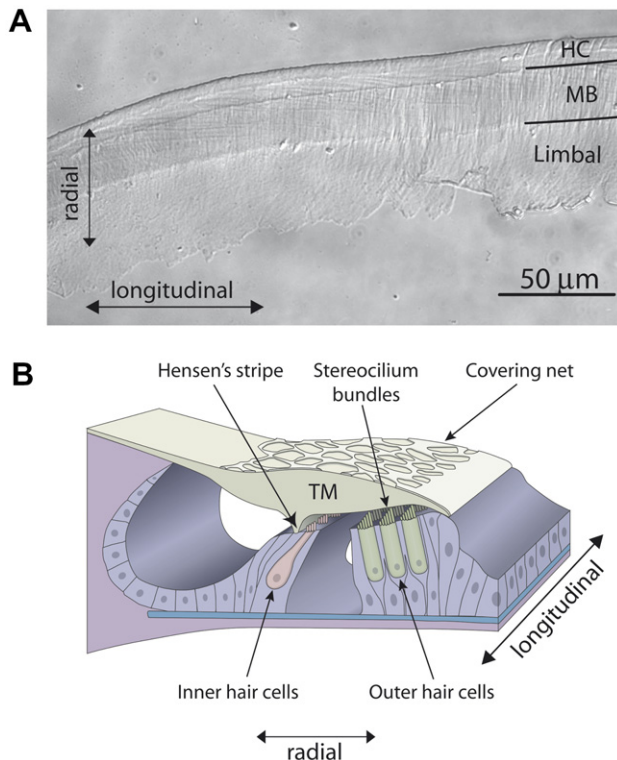 A
HC
MB
Limbal
radial
longitudinal
50 μm
B
Hensen's stripe
Stereocilium
bundles
Covering net
TM
longitudinal
Inner hair cells
Outer hair cells
radial